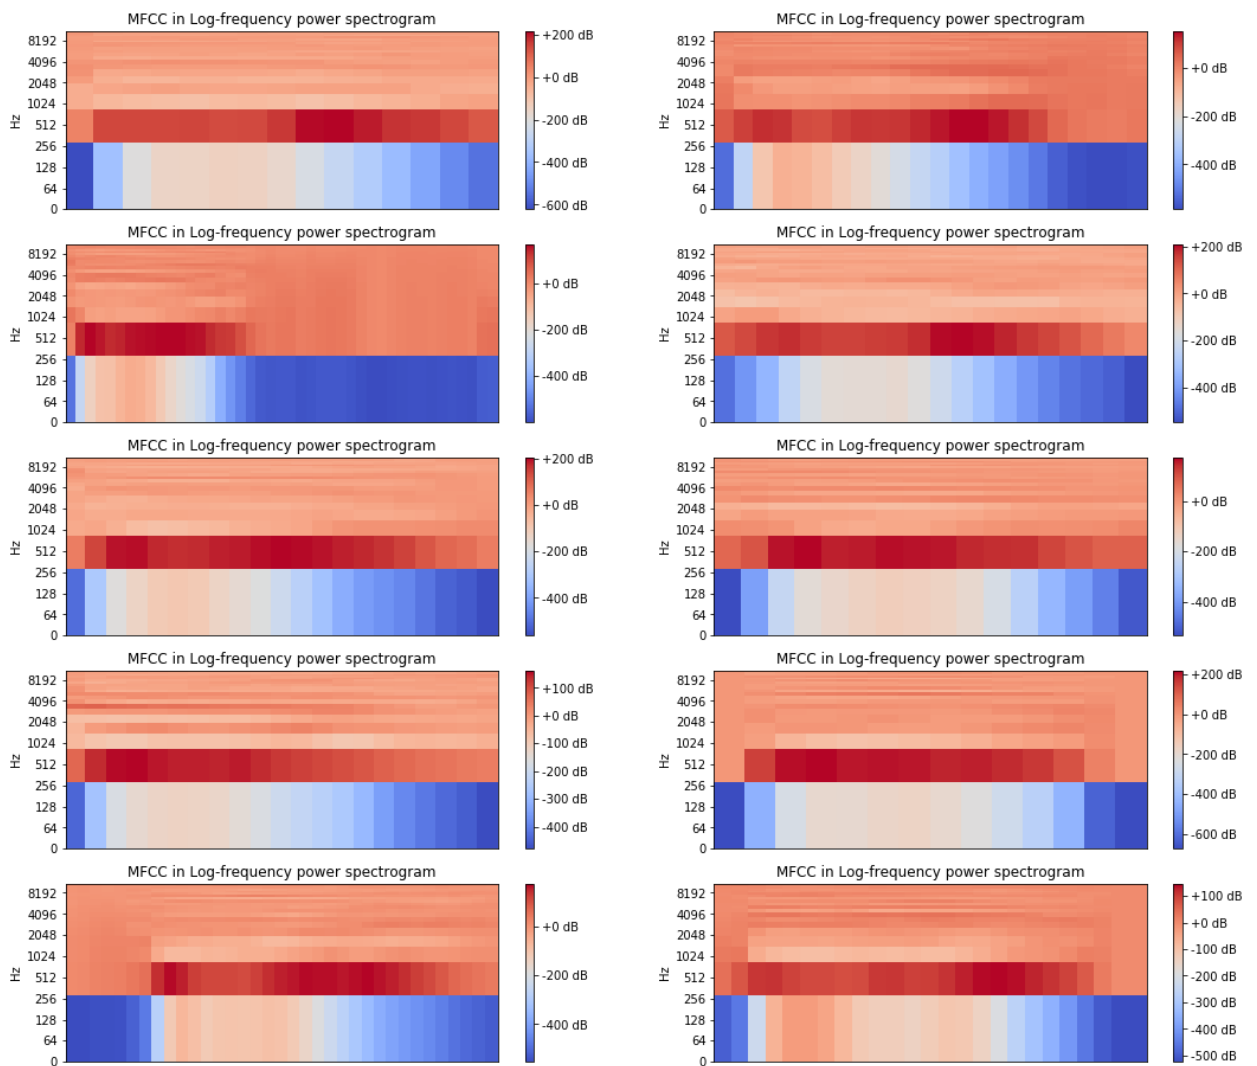 MFCC in Log-frequency power spectrogram
8192
4096
2048
1024
512
256
128
64
0
Hz
+200 dB
+0 dB
-200 dB
-400 dB
-600 dB
MFCC in Log-frequency power spectrogram
8192
4096
2048
1024
512
256
128
64
0
Hz
+0 dB
-200 dB
-400 dB
MFCC in Log-frequency power spectrogram
8192
4096
2048
1024
512
256
128
64
0
Hz
+0 dB
-200 dB
-400 dB
MFCC in Log-frequency power spectrogram
8192
4096
2048
1024
512
256
128
64
0
Hz
+200 dB
+0 dB
-200 dB
-400 dB
MFCC in Log-frequency power spectrogram
8192
4096
2048
1024
512
256
128
64
0
Hz
+200 dB
+0 dB
-200 dB
-400 dB
MFCC in Log-frequency power spectrogram
8192
4096
2048
1024
512
256
128
64
0
Hz
+0 dB
-200 dB
-400 dB
MFCC in Log-frequency power spectrogram
8192
4096
2048
1024
512
256
128
64
0
Hz
+100 dB
+0 dB
-100 dB
-200 dB
-300 dB
-400 dB
MFCC in Log-frequency power spectrogram
8192
4096
2048
1024
512
256
128
64
0
Hz
+200 dB
+0 dB
-200 dB
-400 dB
-600 dB
MFCC in Log-frequency power spectrogram
8192
4096
2048
1024
512
256
128
64
0
Hz
+0 dB
-200 dB
-400 dB
MFCC in Log-frequency power spectrogram
8192
4096
2048
1024
512
256
128
64
0
Hz
+100 dB
+0 dB
-100 dB
-200 dB
-300 dB
-400 dB
-500 dB